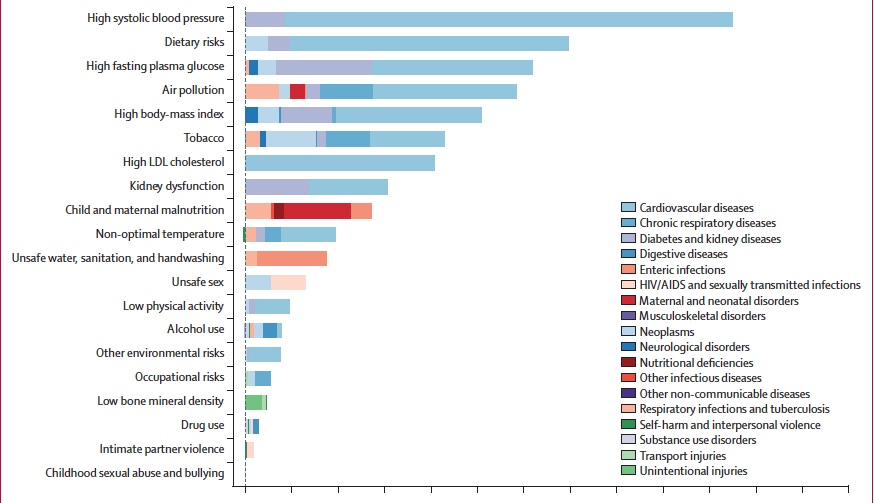 High systolic blood pressure
Dietary risks
High fasting plasma glucose
Air pollution
High body-mass index
Tobacco
High LDL cholesterol
Kidney dysfunction
Child and maternal malnutrition
Non-optimal temperature
Unsafe water, sanitation, and handwashing
Unsafe sex
Low physical activity
Alcohol use
Other environmental risks
Occupational risks
Low bone mineral density
Drug use
Intimate partner violence
Childhood sexual abuse and bullying
Cardiovascular diseases
Chronic respiratory diseases
Diabetes and kidney diseases
Digestive diseases
Enteric infections
HIV/AIDS and sexually transmitted infections
Maternal and neonatal disorders
Musculoskeletal disorders
Neoplasms
Neurological disorders
Nutritional deficiencies
Other infectious diseases
Other non-communicable diseases
Respiratory infections and tuberculosis
Self-harm and interpersonal violence
Substance use disorders
Transport injuries
Unintentional injuries